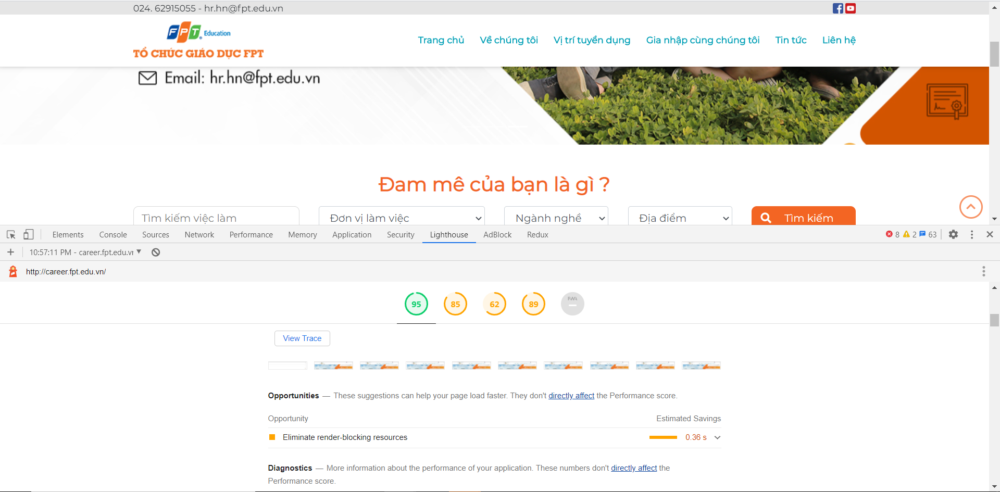 024. 62915055 - hr.hn@fpt.edu.vn
FPT Education
TỔ CHỨC GIÁO DỤC FPT
Trang chủ Về chúng tôi Vị trí tuyển dụng Gia nhập cùng chúng tôi Tin tức Liên hệ
Email: hr.hn@fpt.edu.vn
Đam mê của bạn là gì ?
Tìm kiếm việc làm Đơn vị làm việc Ngành nghề Địa điểm Tìm kiếm
Elements Console Sources Network Performance Memory Application Security Lighthouse AdBlock Redux 8 2 63
10:57:11 PM - career.fpt.edu.vn
http://career.fpt.edu.vn/
95 85 62 89 PWA
View Trace
Opportunities — These suggestions can help your page load faster. They don't directly affect the Performance score.
Opportunity Estimated Savings
Eliminate render-blocking resources 0.36 s
Diagnostics — More information about the performance of your application. These numbers don't directly affect the
Performance score.